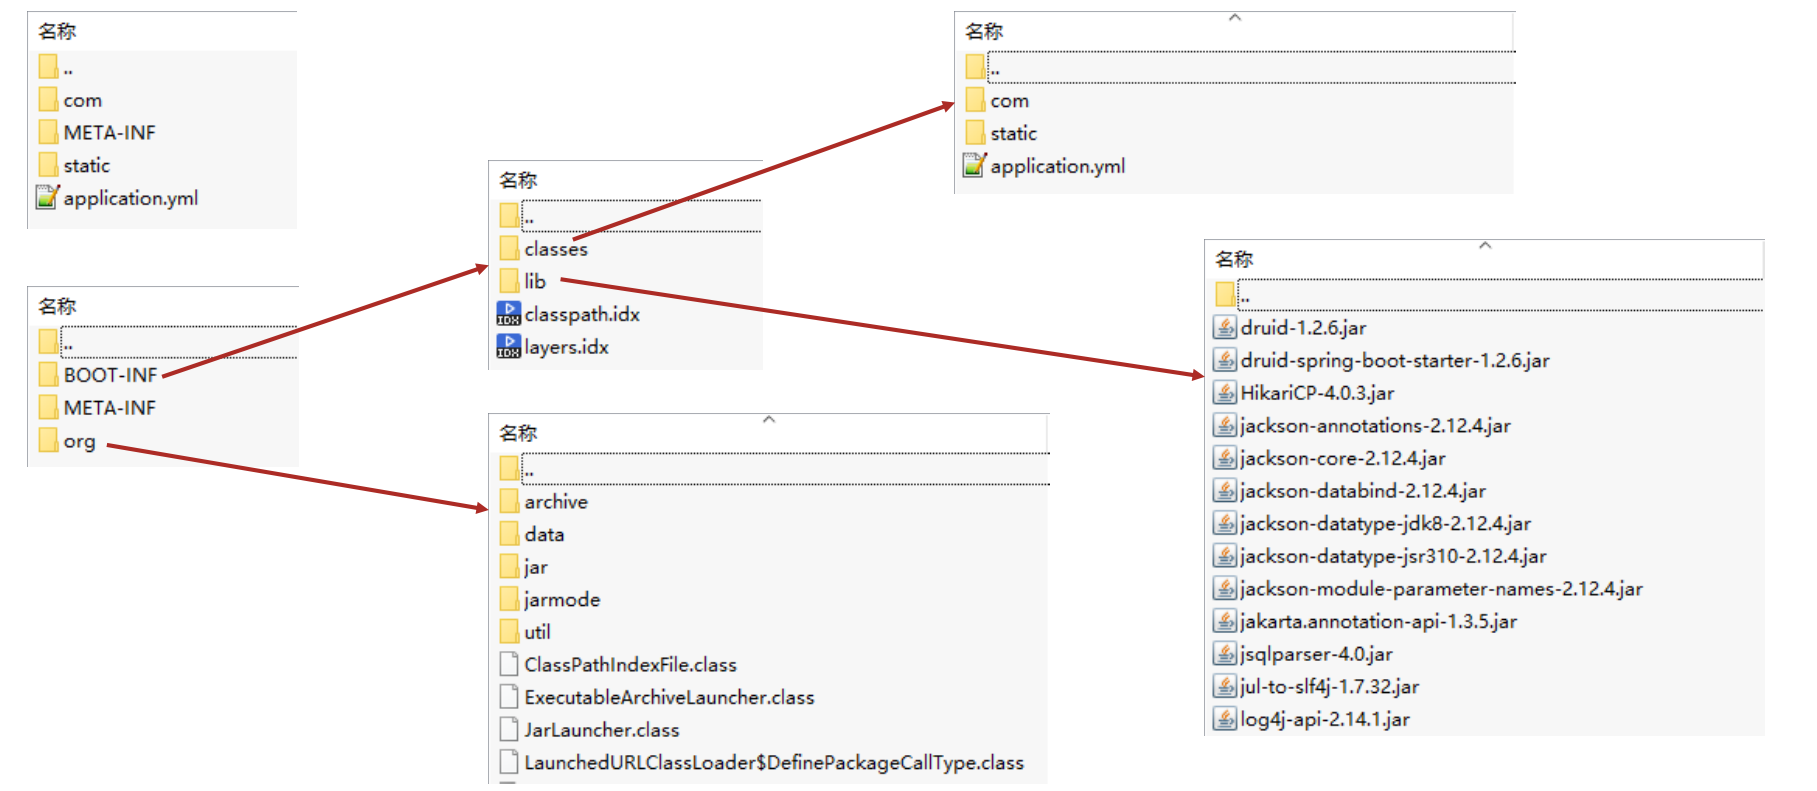 名称
..
com
META-INF
static
application.yml
名称
..
BOOT-INF
META-INF
org
名称
..
classes
lib
IDX classpath.idx
IDX layers.idx
名称
..
archive
data
jar
jarmode
util
ClassPathIndexFile.class
ExecutableArchiveLauncher.class
JarLauncher.class
LaunchedURLClassLoader$DefinePackageCallType.class
名称
..
com
static
application.yml
名称
..
druid-1.2.6.jar
druid-spring-boot-starter-1.2.6.jar
HikariCP-4.0.3.jar
jackson-annotations-2.12.4.jar
jackson-core-2.12.4.jar
jackson-databind-2.12.4.jar
jackson-datatype-jdk8-2.12.4.jar
jackson-datatype-jsr310-2.12.4.jar
jackson-module-parameter-names-2.12.4.jar
jakarta.annotation-api-1.3.5.jar
jsqlparser-4.0.jar
jul-to-slf4j-1.7.32.jar
log4j-api-2.14.1.jar